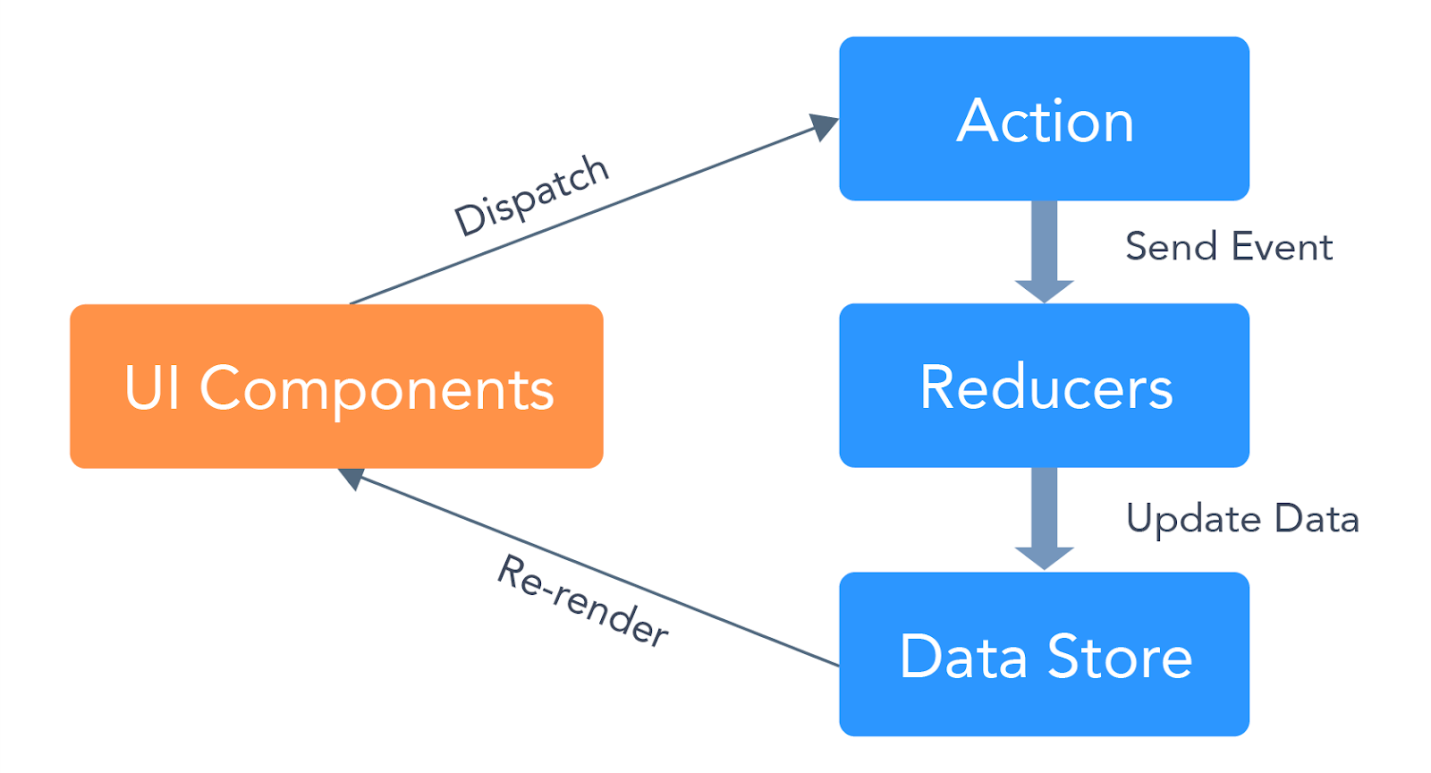 Action
Dispatch
Send Event
UI Components
Reducers
Update Data
Re-render
Data Store